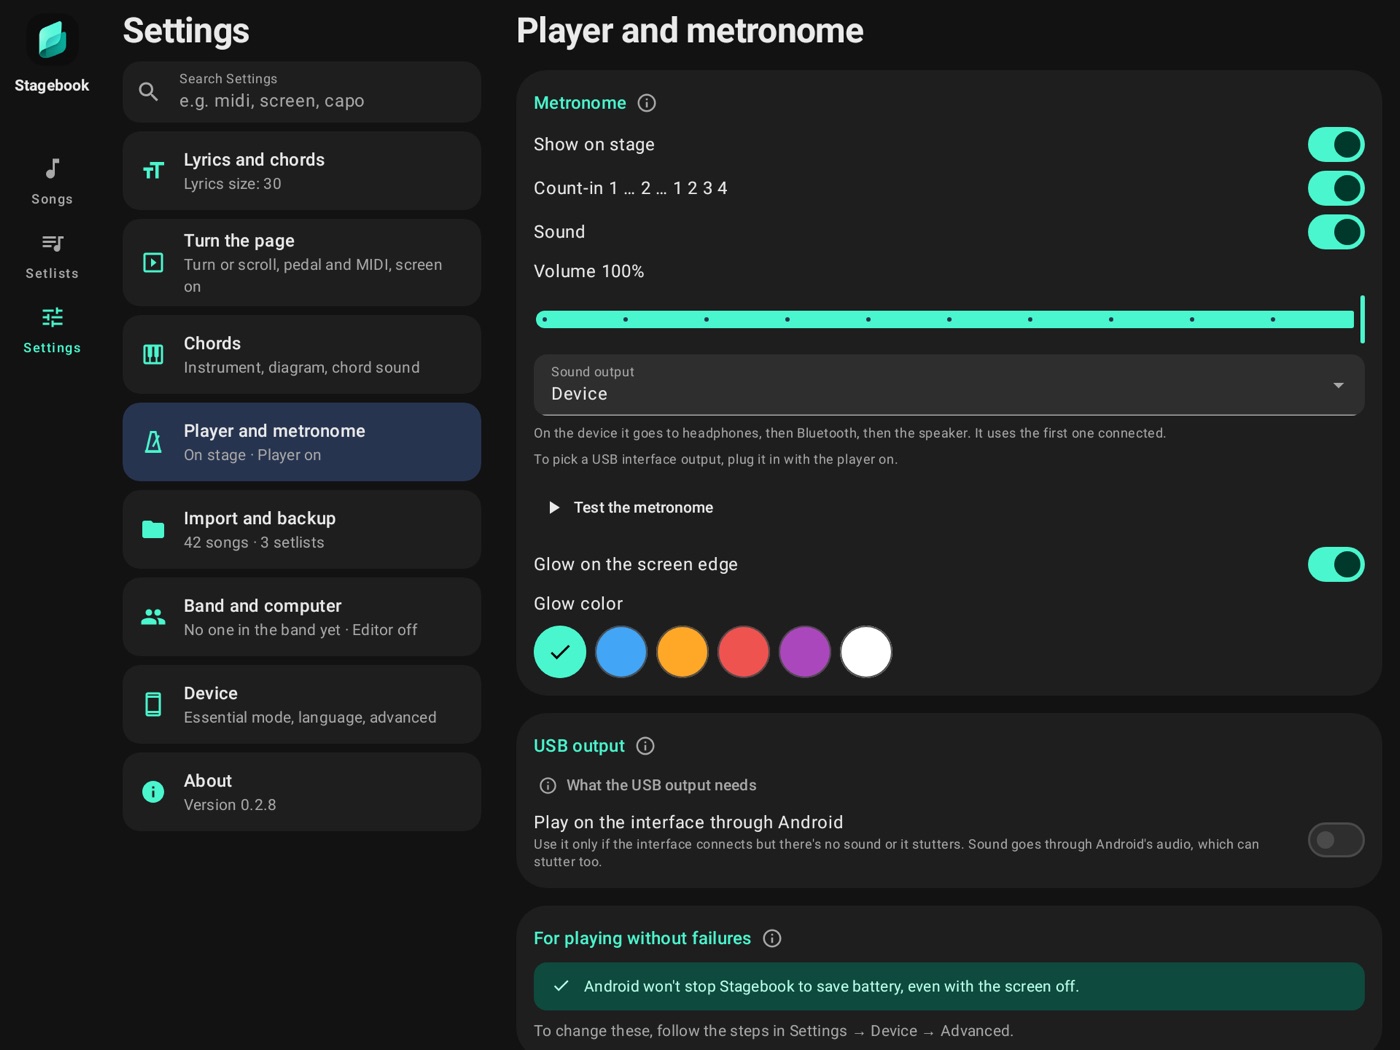 Stagebook
Songs
Setlists
Settings
Settings
Search Settings
e.g. midi, screen, capo
Lyrics and chords
Lyrics size: 30
Turn the page
Turn or scroll, pedal and MIDI, screen
on
Chords
Instrument, diagram, chord sound
Player and metronome
On stage · Player on
Import and backup
42 songs · 3 setlists
Band and computer
No one in the band yet · Editor off
Device
Essential mode, language, advanced
About
Version 0.2.8
Player and metronome
Metronome
Show on stage
Count-in 1 … 2 … 1 2 3 4
Sound
Volume 100%
Sound output
Device
On the device it goes to headphones, then Bluetooth, then the speaker. It uses the first one connected.
To pick a USB interface output, plug it in with the player on.
Test the metronome
Glow on the screen edge
Glow color
USB output
What the USB output needs
Play on the interface through Android
Use it only if the interface connects but there's no sound or it stutters. Sound goes through Android's audio, which can
stutter too.
For playing without failures
Android won't stop Stagebook to save battery, even with the screen off.
To change these, follow the steps in Settings → Device → Advanced.